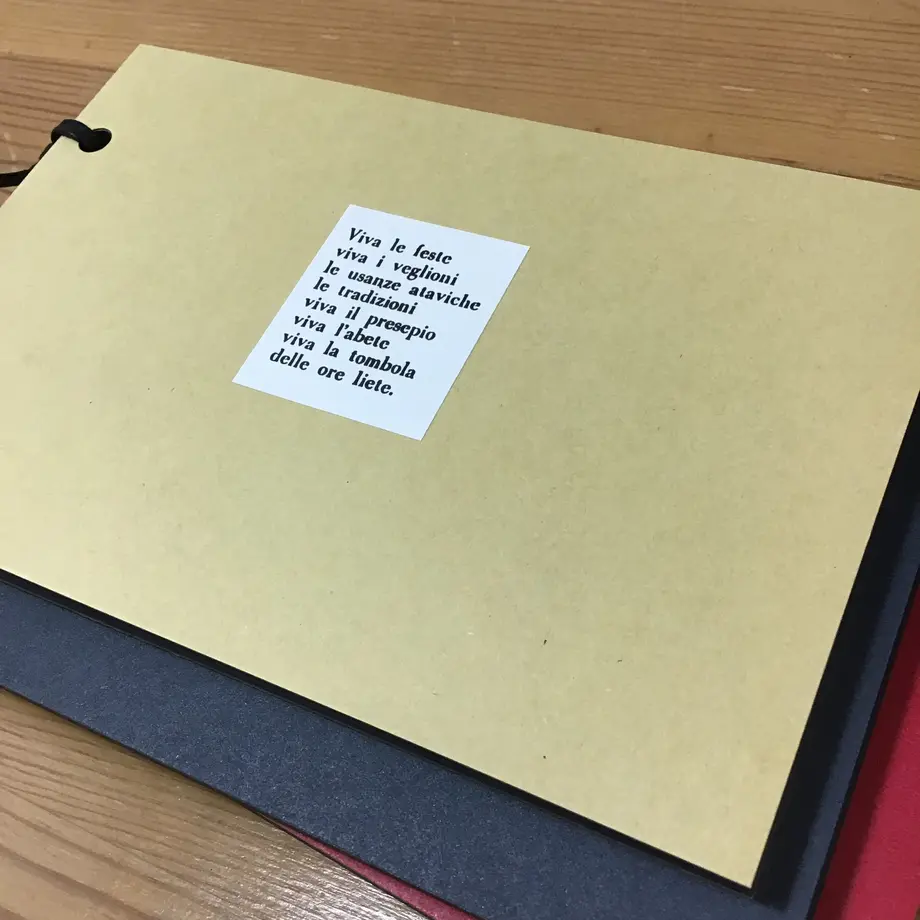 Viva le feste
viva i veglioni
le usanze ataviche
le tradizioni
viva il presepio
viva l'abete
viva la tombola
delle ore liete.